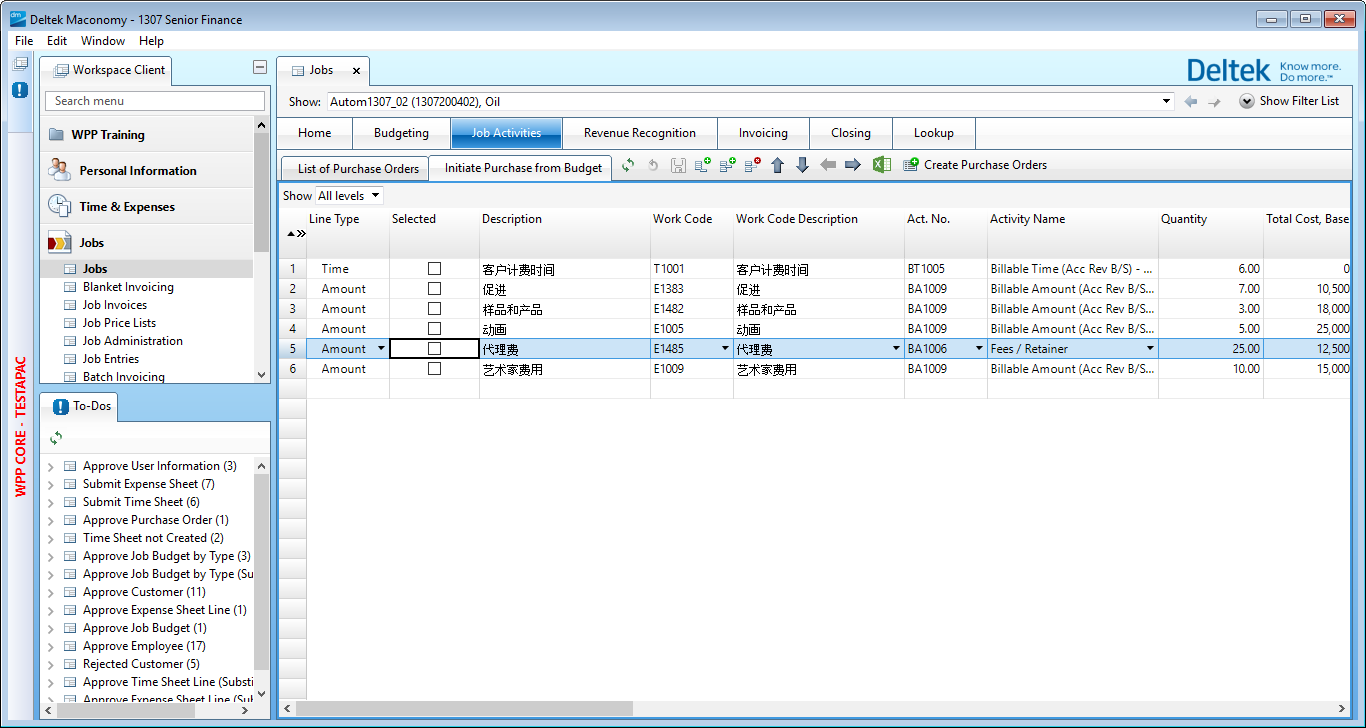 Deltek Maconomy - 1307 Senior Finance
File Edit Window Help
Workspace Client
Search menu
WPP Training
Personal Information
Time & Expenses
Jobs
Jobs
Blanket Invoicing
Job Invoices
Job Price Lists
Job Administration
Job Entries
Batch Invoicing
WPP CORE - TESTAPAC
To-Dos
Approve User Information (3)
Submit Expense Sheet (7)
Submit Time Sheet (6)
Approve Purchase Order (1)
Time Sheet not Created (2)
Approve Job Budget by Type (3)
Approve Job Budget by Type (Su
Approve Customer (11)
Approve Expense Sheet Line (1)
Approve Job Budget (1)
Approve Employee (17)
Rejected Customer (5)
Approve Time Sheet Line (Substi
Approve Expense Sheet Line (Sul
Jobs
Deltek Know more.
Do more.™
Show: Autom1307_02 (1307200402), Oil Show Filter List
Home Budgeting Job Activities Revenue Recognition Invoicing Closing Lookup
List of Purchase Orders Initiate Purchase from Budget Create Purchase Orders
Show All levels
Line Type Selected Description Work Code Work Code Description Act. No. Activity Name Quantity Total Cost, Base
1 Time 客户计费时间 T1001 客户计费时间 BT1005 Billable Time (Acc Rev B/S) - ... 6.00 0
2 Amount 促进 E1383 促进 BA1009 Billable Amount (Acc Rev B/S... 7.00 10,500
3 Amount 样品和产品 E1482 样品和产品 BA1009 Billable Amount (Acc Rev B/S... 3.00 18,000
4 Amount 动画 E1005 动画 BA1009 Billable Amount (Acc Rev B/S... 5.00 25,000
5 Amount 代理费 E1485 代理费 BA1006 Fees / Retainer 25.00 12,500
6 Amount 艺术家费用 E1009 艺术家费用 BA1009 Billable Amount (Acc Rev B/S... 10.00 15,000